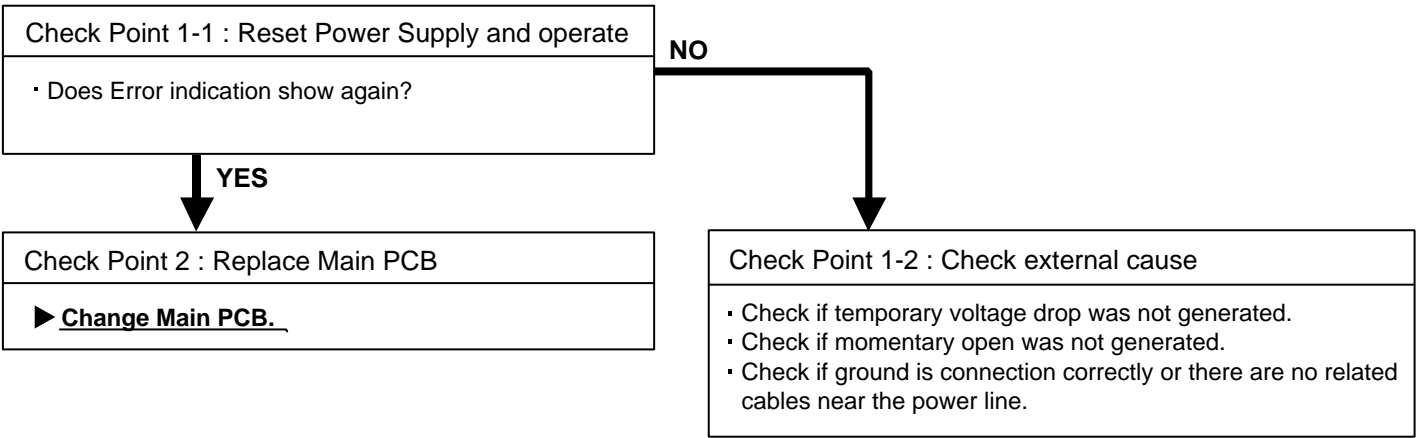 Check Point 1-1 : Reset Power Supply and operate
NO
· Does Error indication show again?
YES
Check Point 2 : Replace Main PCB
▶ Change Main PCB.
Check Point 1-2 : Check external cause
· Check if temporary voltage drop was not generated.
· Check if momentary open was not generated.
· Check if ground is connection correctly or there are no related
cables near the power line.